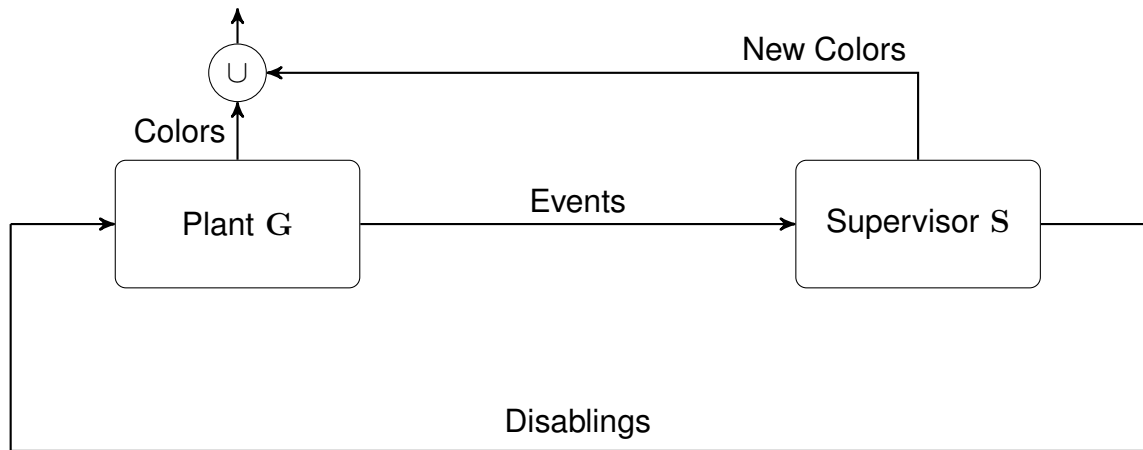 New Colors
∪
Colors
Plant G
Events
Supervisor S
Disablings